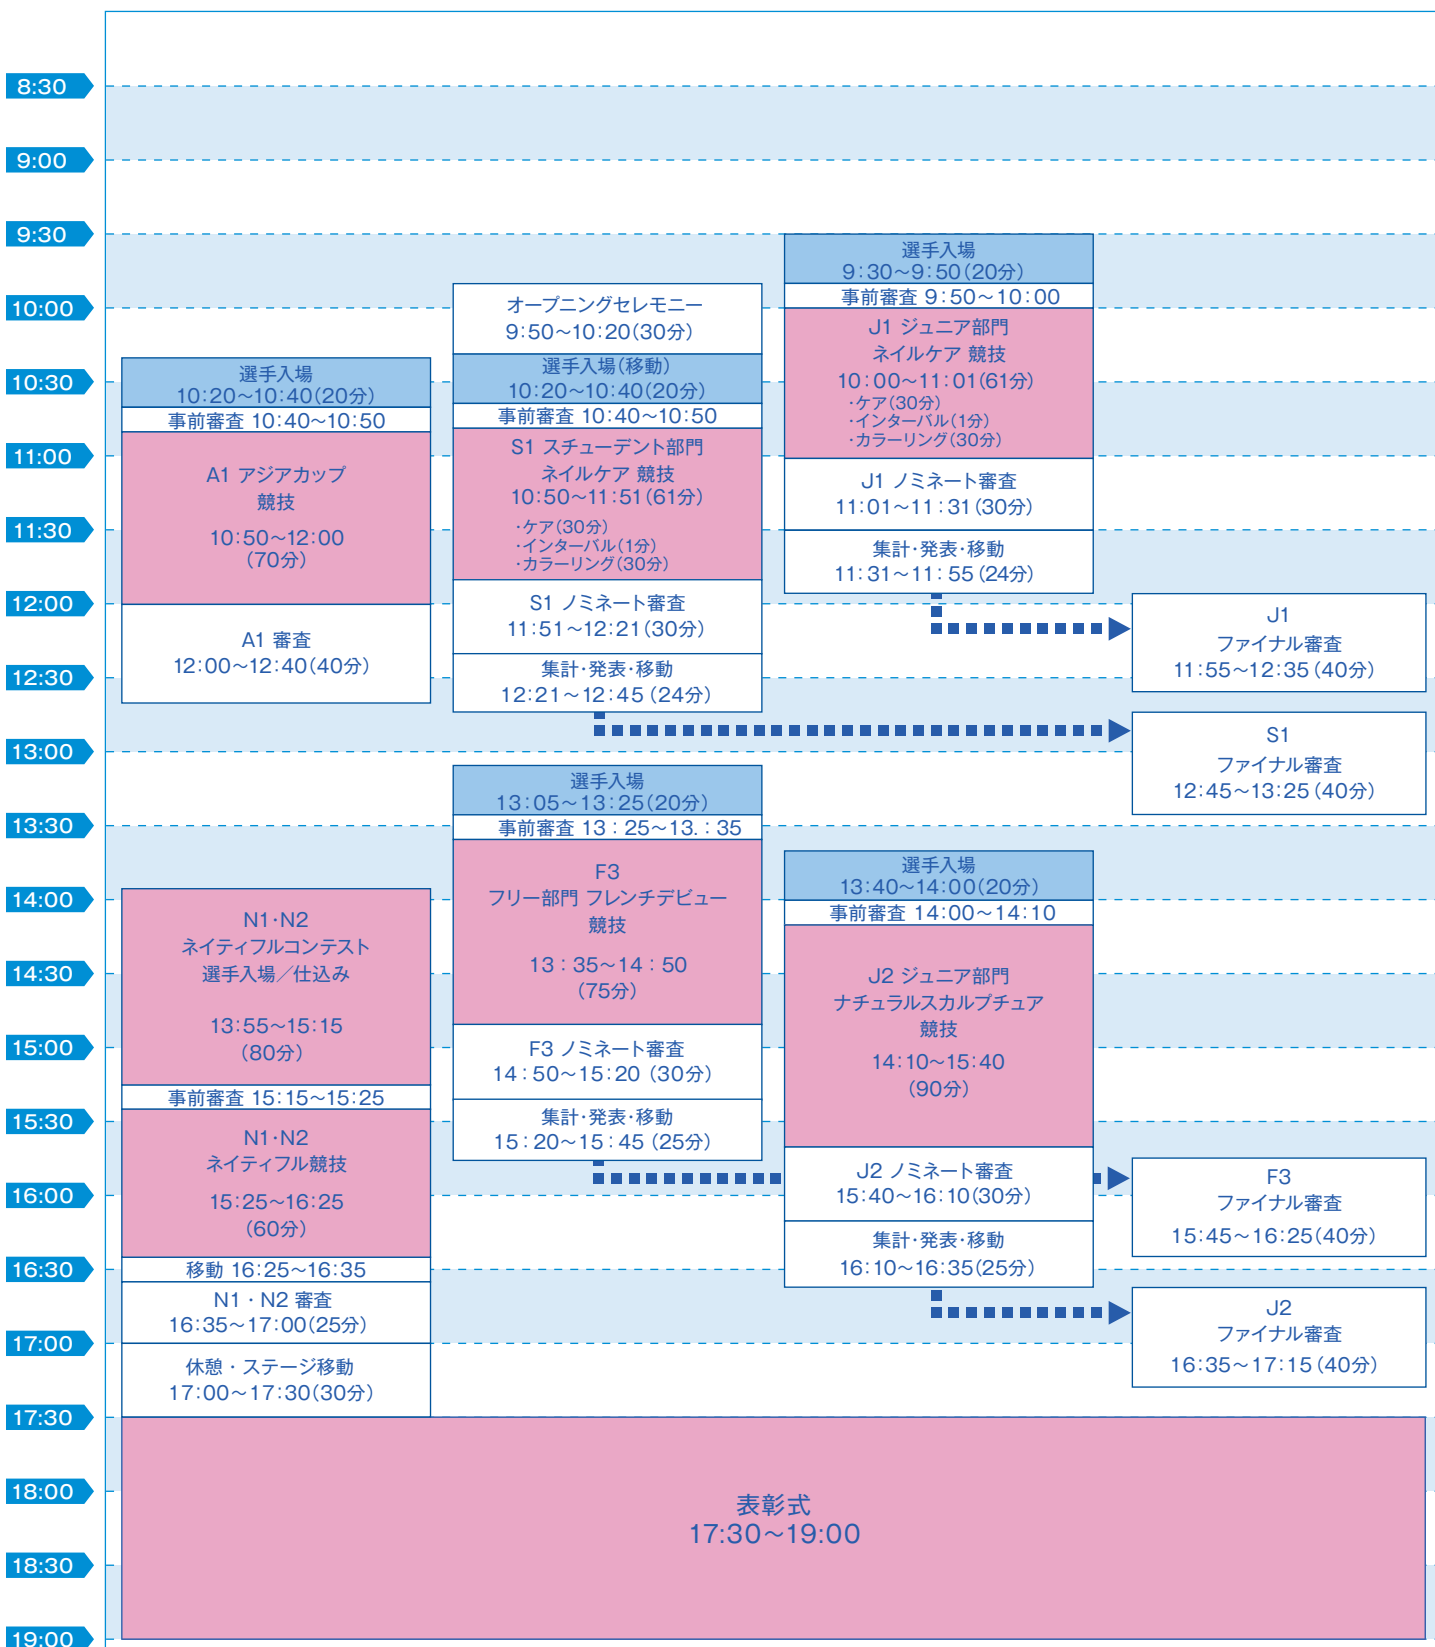 8:30
9:00
9:30
10:00
10:30
11:00
11:30
12:00
12:30
13:00
13:30
14:00
14:30
15:00
15:30
16:00
16:30
17:00
17:30
18:00
18:30
19:00
選手入場
10:20～10:40(20分)
事前審査 10:40～10:50
A1 アジアカップ
競技
10:50～12:00
(70分)
A1 審査
12:00～12:40(40分)
N1・N2
ネイティフルコンテスト
選手入場／仕込み
13:55～15:15
(80分)
事前審査 15:15～15:25
N1・N2
ネイティフル競技
15:25～16:25
(60分)
移動 16:25～16:35
N1・N2 審査
16:35～17:00(25分)
休憩・ステージ移動
17:00～17:30(30分)
オープニングセレモニー
9:50～10:20(30分)
選手入場(移動)
10:20～10:40(20分)
事前審査 10:40～10:50
S1 スチューデント部門
ネイルケア 競技
10:50～11:51(61分)
・ケア(30分)
・インターバル(1分)
・カラーリング(30分)
S1 ノミネート審査
11:51～12:21(30分)
集計・発表・移動
12:21～12:45(24分)
選手入場
13:05～13:25(20分)
事前審査 13：25～13.：35
F3
フリー部門 フレンチデビュー
競技
13：35～14：50
(75分)
F3 ノミネート審査
14:50～15:20 (30分)
集計・発表・移動
15:20～15:45 (25分)
選手入場
9:30～9:50(20分)
事前審査 9:50～10:00
J1 ジュニア部門
ネイルケア 競技
10:00～11:01(61分)
・ケア(30分)
・インターバル(1分)
・カラーリング(30分)
J1 ノミネート審査
11:01～11:31(30分)
集計・発表・移動
11:31～11:55(24分)
選手入場
13:40～14:00(20分)
事前審査 14:00～14:10
J2 ジュニア部門
ナチュラルスカルプチュア
競技
14:10～15:40
(90分)
J2 ノミネート審査
15:40～16:10(30分)
集計・発表・移動
16:10～16:35(25分)
J1
ファイナル審査
11:55～12:35(40分)
S1
ファイナル審査
12:45～13:25(40分)
F3
ファイナル審査
15:45～16:25(40分)
J2
ファイナル審査
16:35～17:15(40分)
表彰式
17:30～19:00